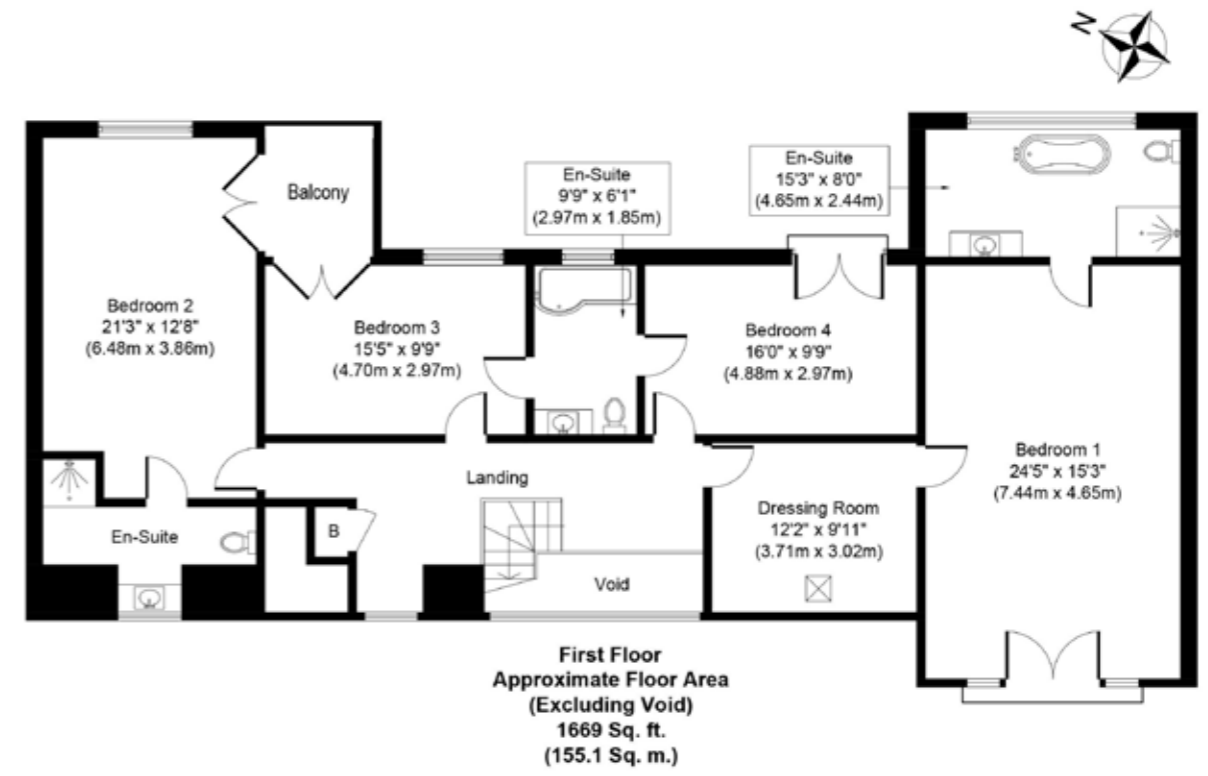 N
En-Suite
9'9" x 6'1"
(2.97m x 1.85m)
En-Suite
15'3" x 8'0"
(4.65m x 2.44m)
Balcony
Bedroom 2
21'3" x 12'8"
(6.48m x 3.86m)
Bedroom 3
15'5" x 9'9"
(4.70m x 2.97m)
Bedroom 4
16'0" x 9'9"
(4.88m x 2.97m)
Bedroom 1
24'5" x 15'3"
(7.44m x 4.65m)
Landing
Dressing Room
12'2" x 9'11"
(3.71m x 3.02m)
En-Suite
B
Void
First Floor
Approximate Floor Area
(Excluding Void)
1669 Sq. ft.
(155.1 Sq. m.)